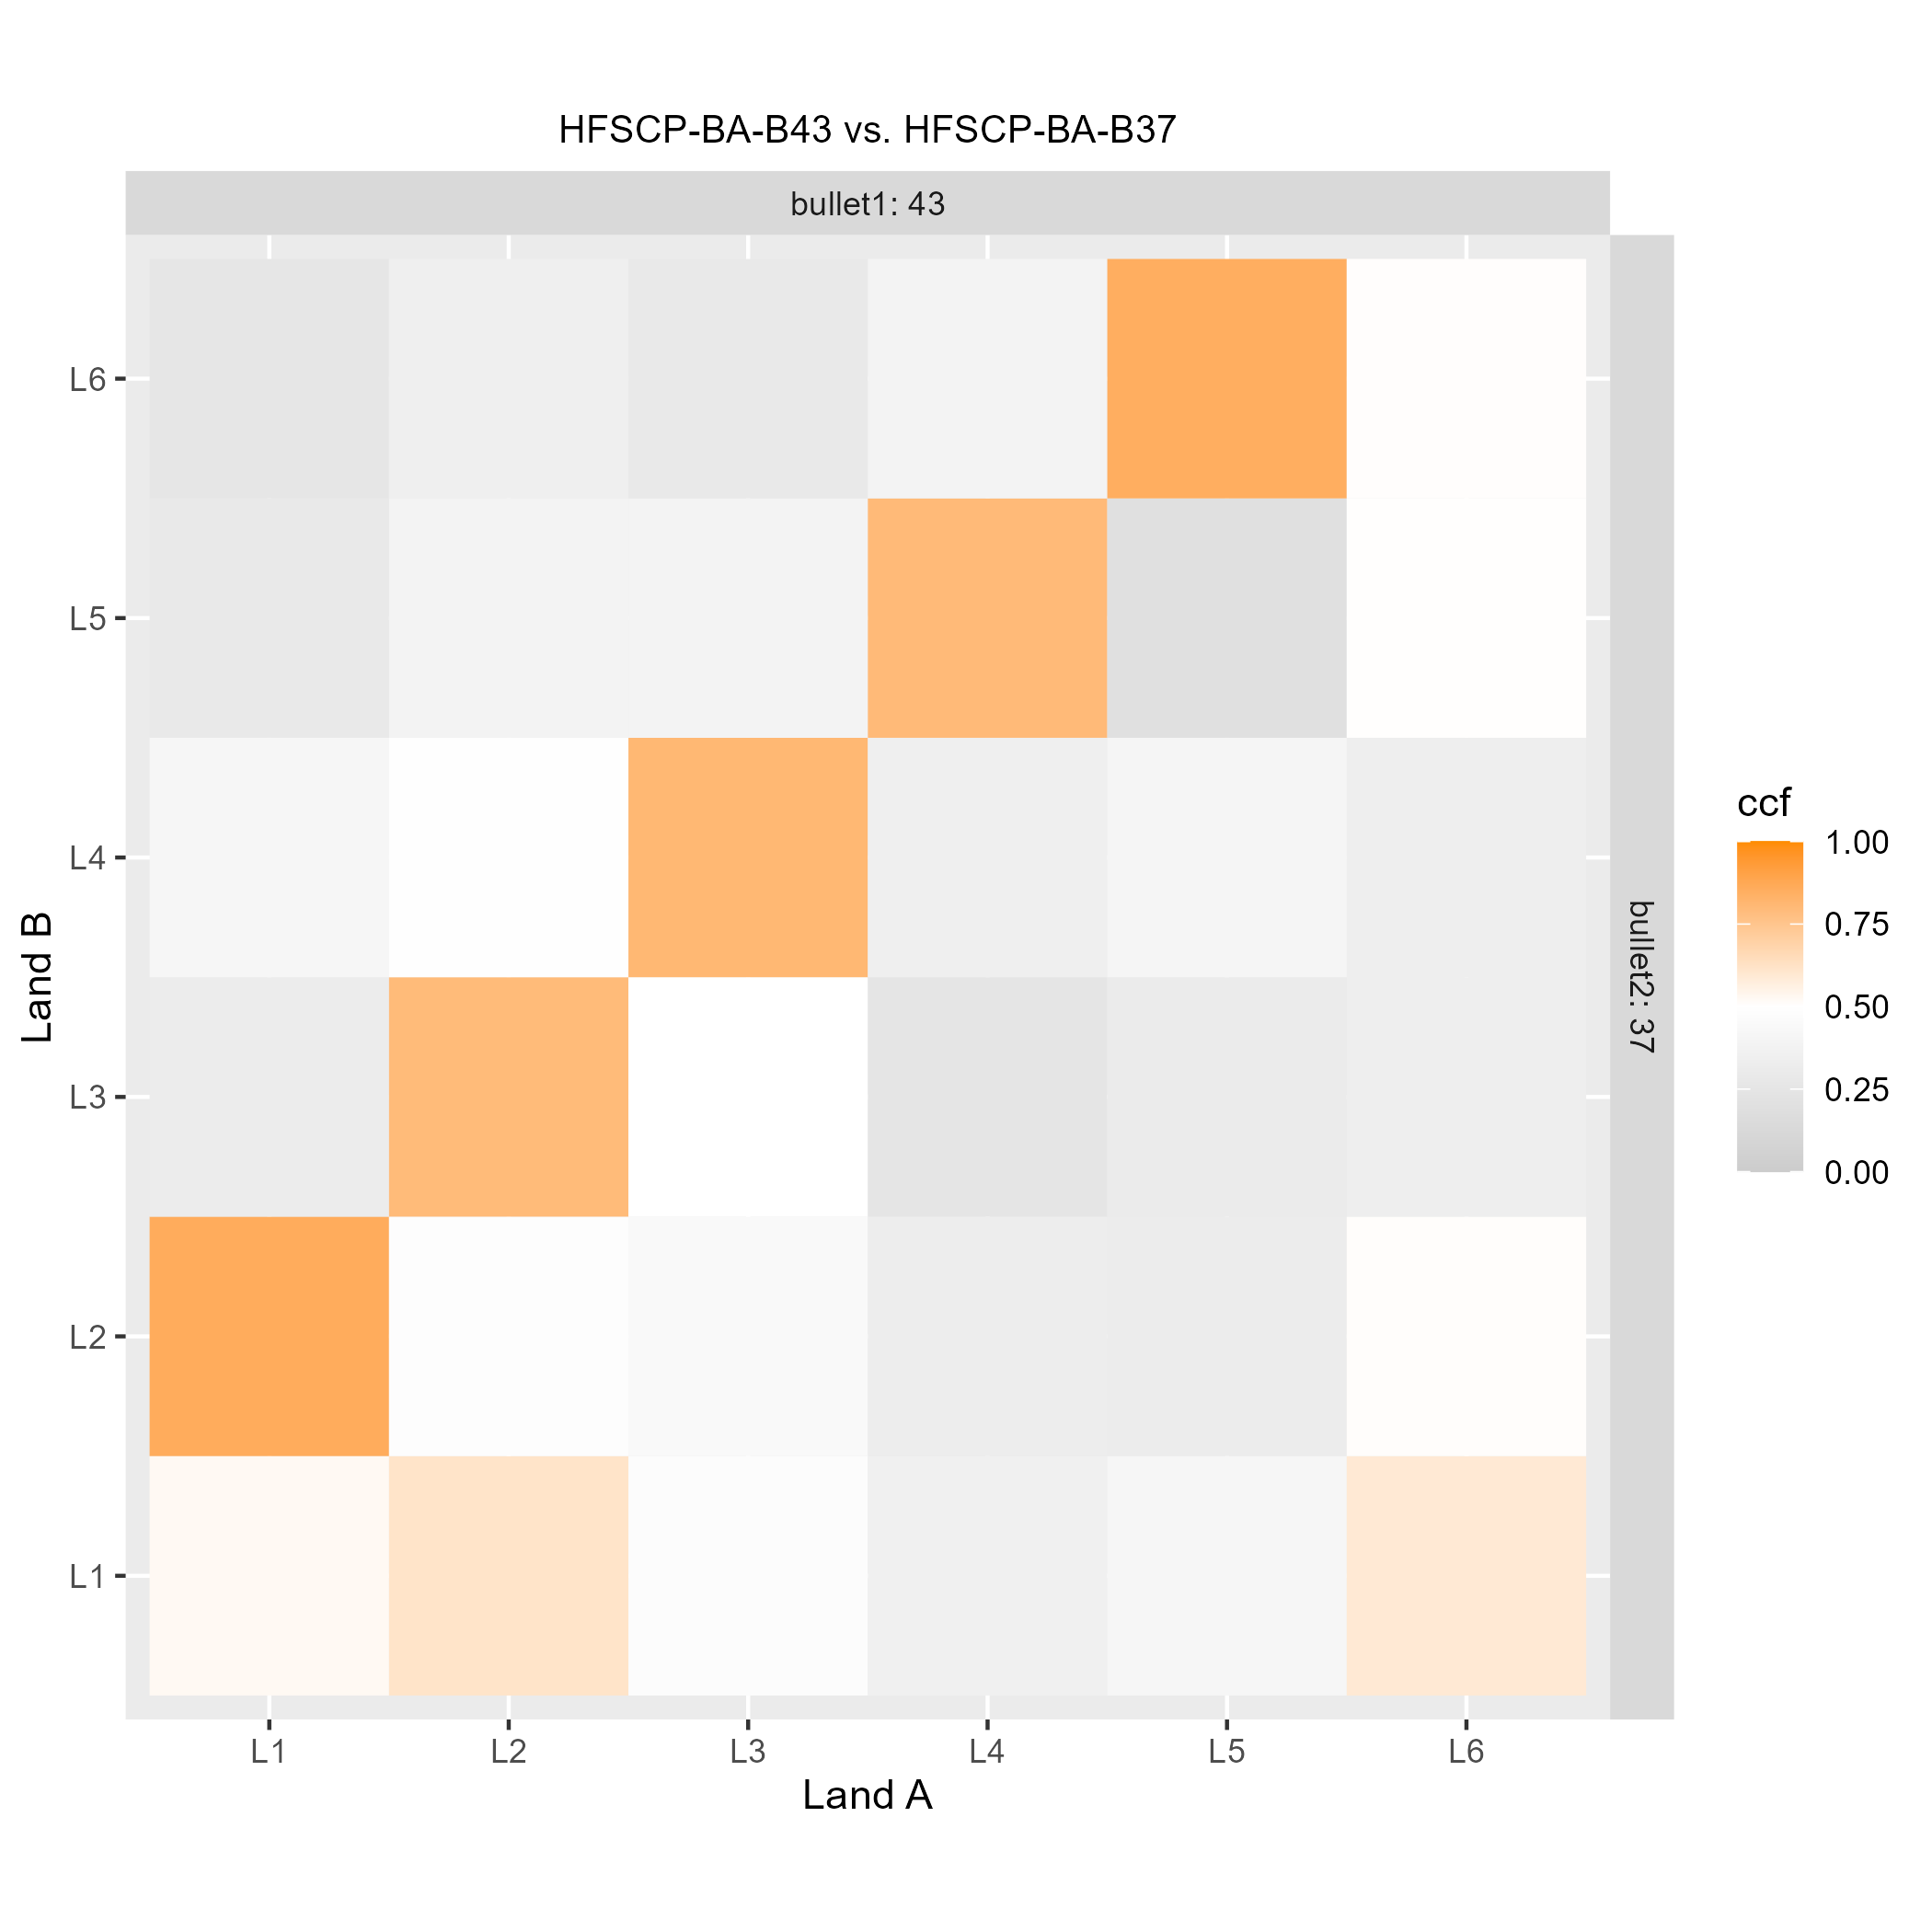 HFSCP-BA-B43 vs. HFSCP-BA-B37
bullet1: 43
L6
L5
L4
L3
L2
L1
Land B
L1 L2 L3 L4 L5 L6
Land A
bullet2: 37
ccf
1.00
0.75
0.50
0.25
0.00